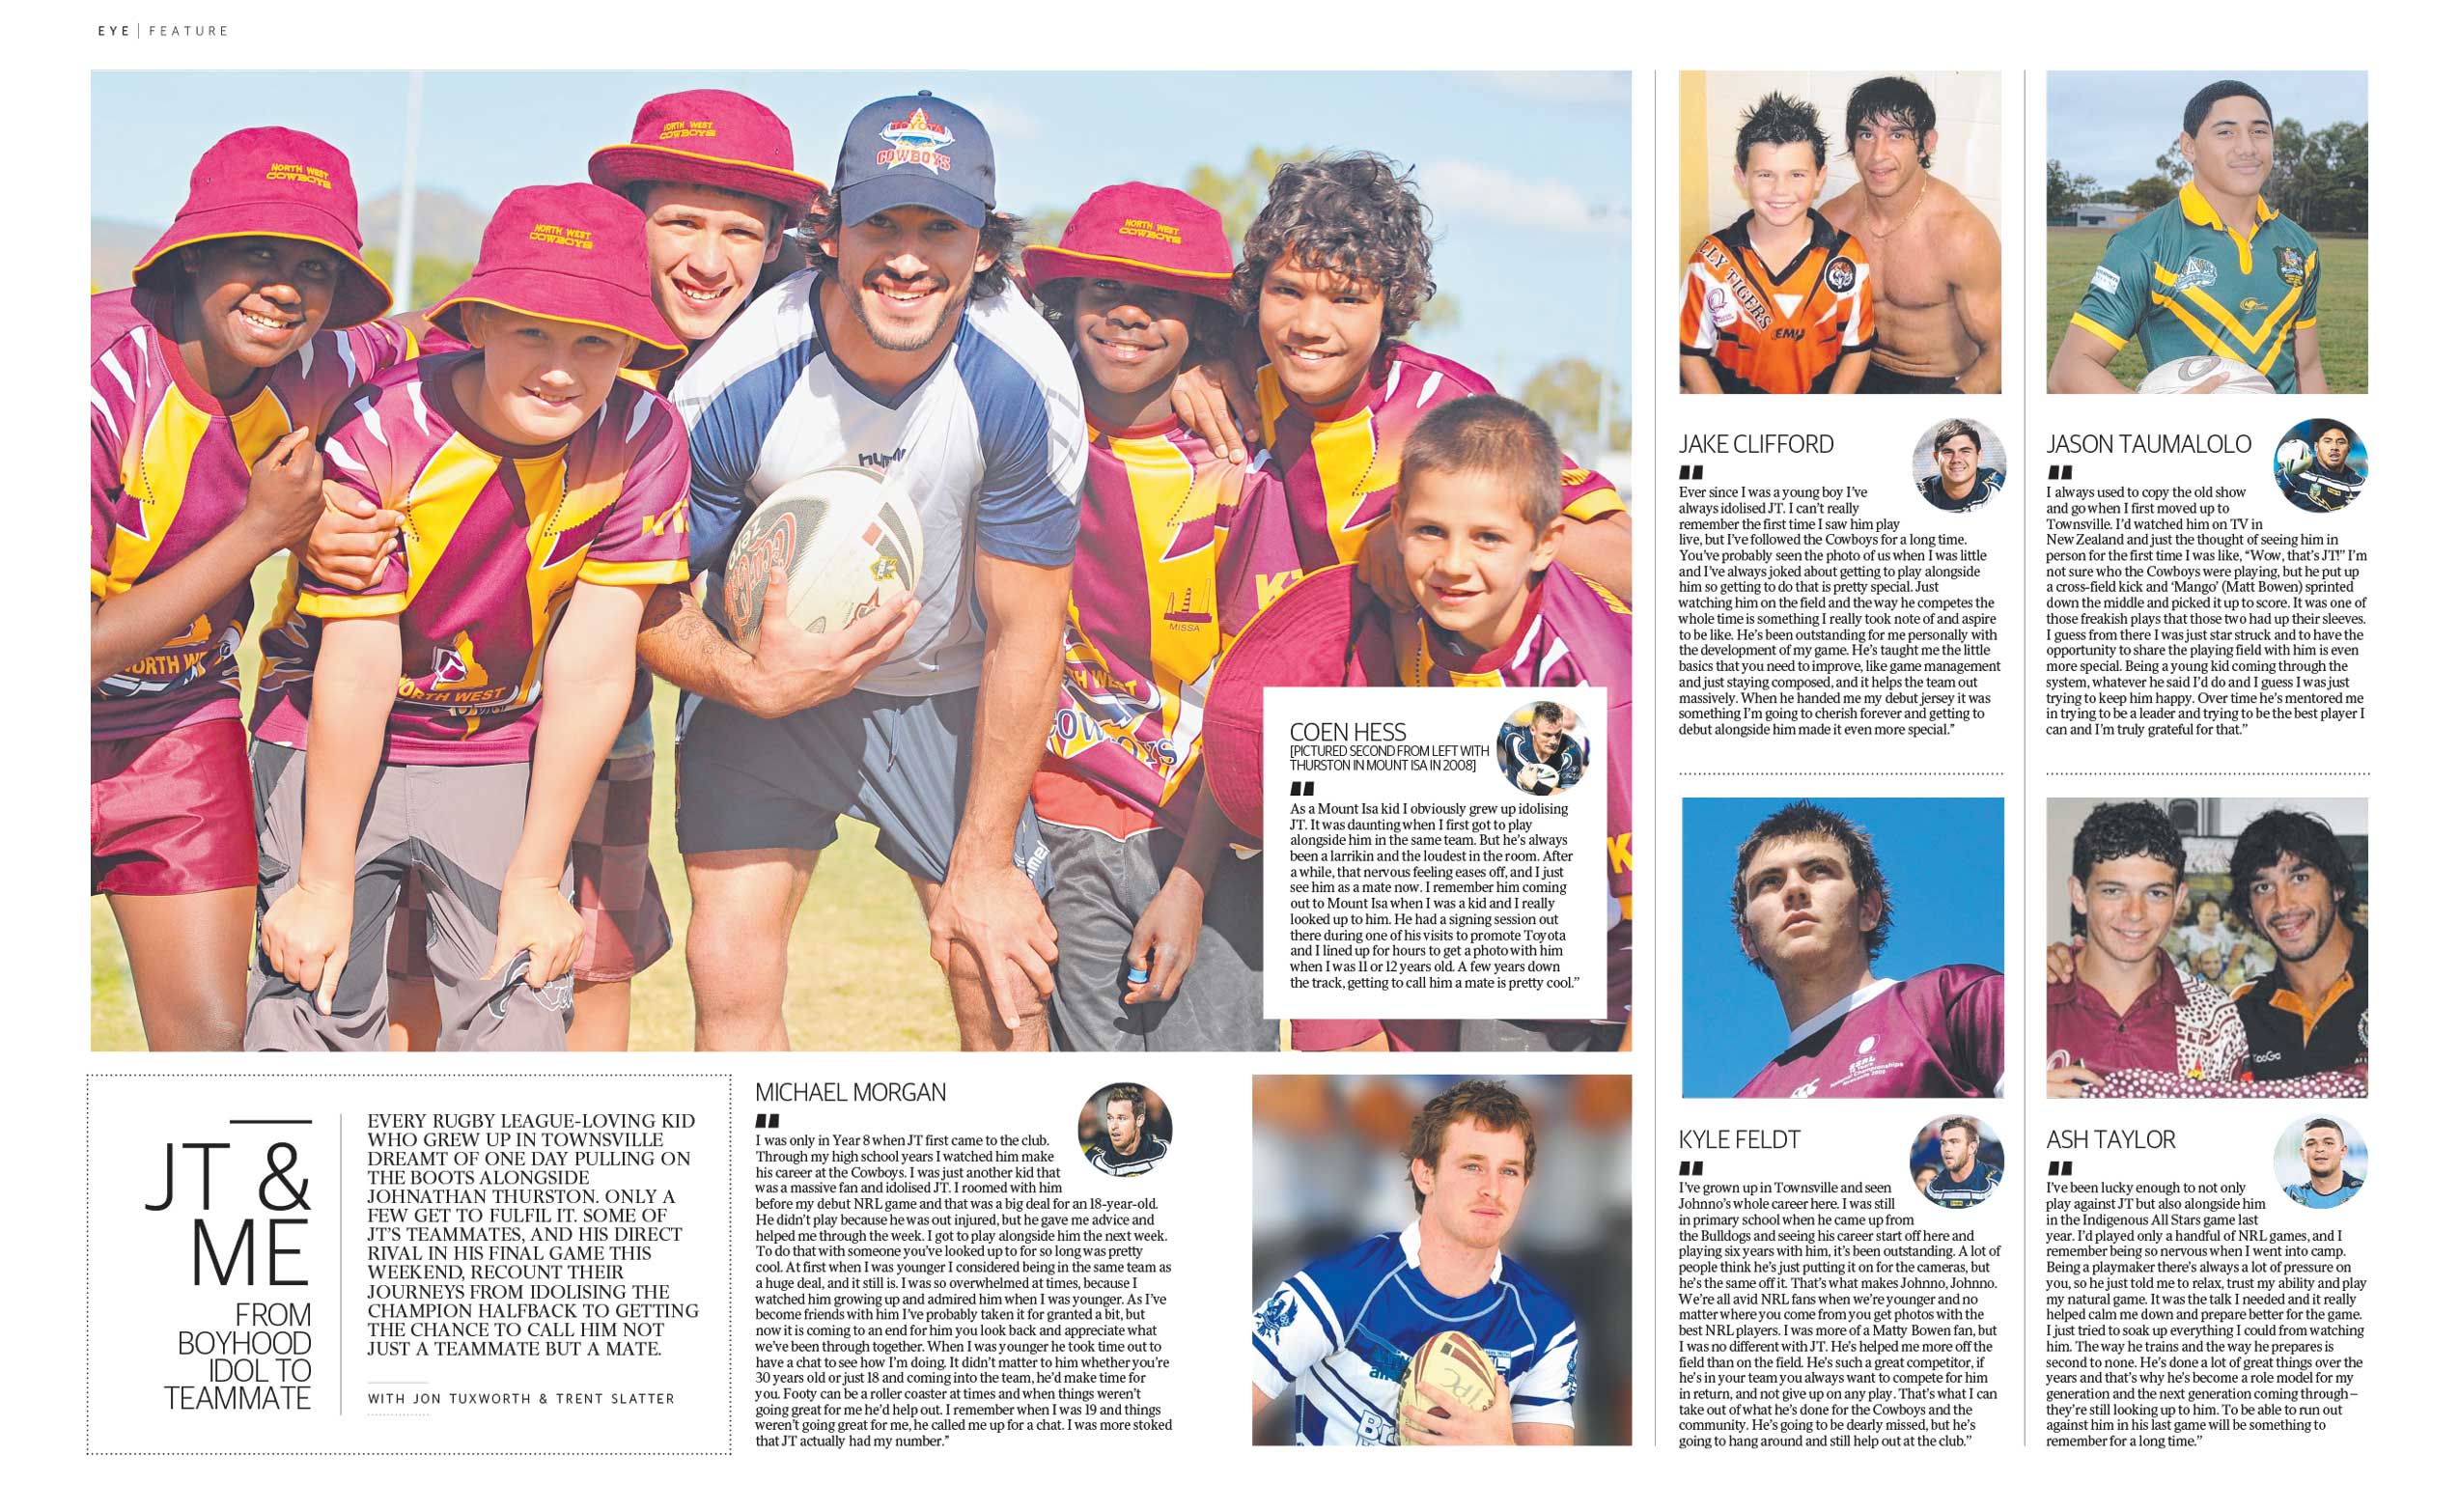 EYE | FEATURE
NORTH WEST
COWBOYS
NORTH WEST
COWBOYS
NORTH WEST
COWBOYS
COWBOYS
NORTH WEST
COWBOYS
MISSA
NORTH WEST
COEN HESS
[PICTURED SECOND FROM LEFT WITH
THURSTON IN MOUNT ISA IN 2008]
As a Mount Isa kid I obviously grew up idolising
JT. It was daunting when I first got to play
alongside him in the same team. But he's always
been a larrikin and the loudest in the room. After
a while, that nervous feeling eases off, and I just
see him as a mate now. I remember him coming
out to Mount Isa when I was a kid and I really
looked up to him. He had a signing session out
there during one of his visits to promote Toyota
and I lined up for hours to get a photo with him
when I was 11 or 12 years old. A few years down
the track, getting to call him a mate is pretty cool.”
JT &
ME
FROM
BOYHOOD
IDOL TO
TEAMMATE
EVERY RUGBY LEAGUE-LOVING KID
WHO GREW UP IN TOWNSVILLE
DREAMT OF ONE DAY PULLING ON
THE BOOTS ALONGSIDE
JOHNATHAN THURSTON. ONLY A
FEW GET TO FULFIL IT. SOME OF
JT'S TEAMMATES, AND HIS DIRECT
RIVAL IN HIS FINAL GAME THIS
WEEKEND, RECOUNT THEIR
JOURNEYS FROM IDOLISING THE
CHAMPION HALFBACK TO GETTING
THE CHANCE TO CALL HIM NOT
JUST A TEAMMATE BUT A MATE.
WITH JON TUXWORTH & TRENT SLATTER
MICHAEL MORGAN
I was only in Year 8 when JT first came to the club.
Through my high school years I watched him make
his career at the Cowboys. I was just another kid that
was a massive fan and idolised JT. I roomed with him
before my debut NRL game and that was a big deal for an 18-year-old.
He didn't play because he was out injured, but he gave me advice and
helped me through the week. I got to play alongside him the next week.
To do that with someone you've looked up to for so long was pretty
cool. At first when I was younger I considered being in the same team as
a huge deal, and it still is. I was so overwhelmed at times, because I
watched him growing up and admired him when I was younger. As I've
become friends with him I've probably taken it for granted a bit, but
now it is coming to an end for him you look back and appreciate what
we've been through together. When I was younger he took time out to
have a chat to see how I'm doing. It didn't matter to him whether you're
30 years old or just 18 and coming into the team, he'd make time for
you. Footy can be a roller coaster at times and when things weren't
going great for me he'd help out. I remember when I was 19 and things
weren't going great for me, he called me up for a chat. I was more stoked
that JT actually had my number.”
EMU
JAKE CLIFFORD
Ever since I was a young boy I've
always idolised JT. I can't really
remember the first time I saw him play
live, but I've followed the Cowboys for a long time.
You've probably seen the photo of us when I was little
and I've always joked about getting to play alongside
him so getting to do that is pretty special. Just
watching him on the field and the way he competes the
whole time is something I really took note of and aspire
to be like. He's been outstanding for me personally with
the development of my game. He's taught me the little
basics that you need to improve, like game management
and just staying composed, and it helps the team out
massively. When he handed me my debut jersey it was
something I'm going to cherish forever and getting to
debut alongside him made it even more special.”
KYLE FELDT
I've grown up in Townsville and seen
Johnno's whole career here. I was still
in primary school when he came up from
the Bulldogs and seeing his career start off here and
playing six years with him, it's been outstanding. A lot of
people think he's just putting it on for the cameras, but
he's the same off it. That's what makes Johnno, Johnno.
We're all avid NRL fans when we're younger and no
matter where you come from you get photos with the
best NRL players. I was more of a Matty Bowen fan, but
I was no different with JT. He's helped me more off the
field than on the field. He's such a great competitor, if
he's in your team you always want to compete for him
in return, and not give up on any play. That's what I can
take out of what he's done for the Cowboys and the
community. He's going to be dearly missed, but he's
going to hang around and still help out at the club.”
JASON TAUMALOLO
I always used to copy the old show
and go when I first moved up to
Townsville. I'd watched him on TV in
New Zealand and just the thought of seeing him in
person for the first time I was like, “Wow, that's JT!” I'm
not sure who the Cowboys were playing, but he put up
a cross-field kick and ‘Mango’ (Matt Bowen) sprinted
down the middle and picked it up to score. It was one of
those freakish plays that those two had up their sleeves.
I guess from there I was just star struck and to have the
opportunity to share the playing field with him is even
more special. Being a young kid coming through the
system, whatever he said I'd do and I guess I was just
trying to keep him happy. Over time he's mentored me
in trying to be a leader and trying to be the best player I
can and I'm truly grateful for that.”
ASH TAYLOR
I've been lucky enough to not only
play against JT but also alongside him
in the Indigenous All Stars game last
year. I'd played only a handful of NRL games, and I
remember being so nervous when I went into camp.
Being a playmaker there's always a lot of pressure on
you, so he just told me to relax, trust my ability and play
my natural game. It was the talk I needed and it really
helped calm me down and prepare better for the game.
I just tried to soak up everything I could from watching
him. The way he trains and the way he prepares is
second to none. He's done a lot of great things over the
years and that's why he's become a role model for my
generation and the next generation coming through –
they're still looking up to him. To be able to run out
against him in his last game will be something to
remember for a long time.”